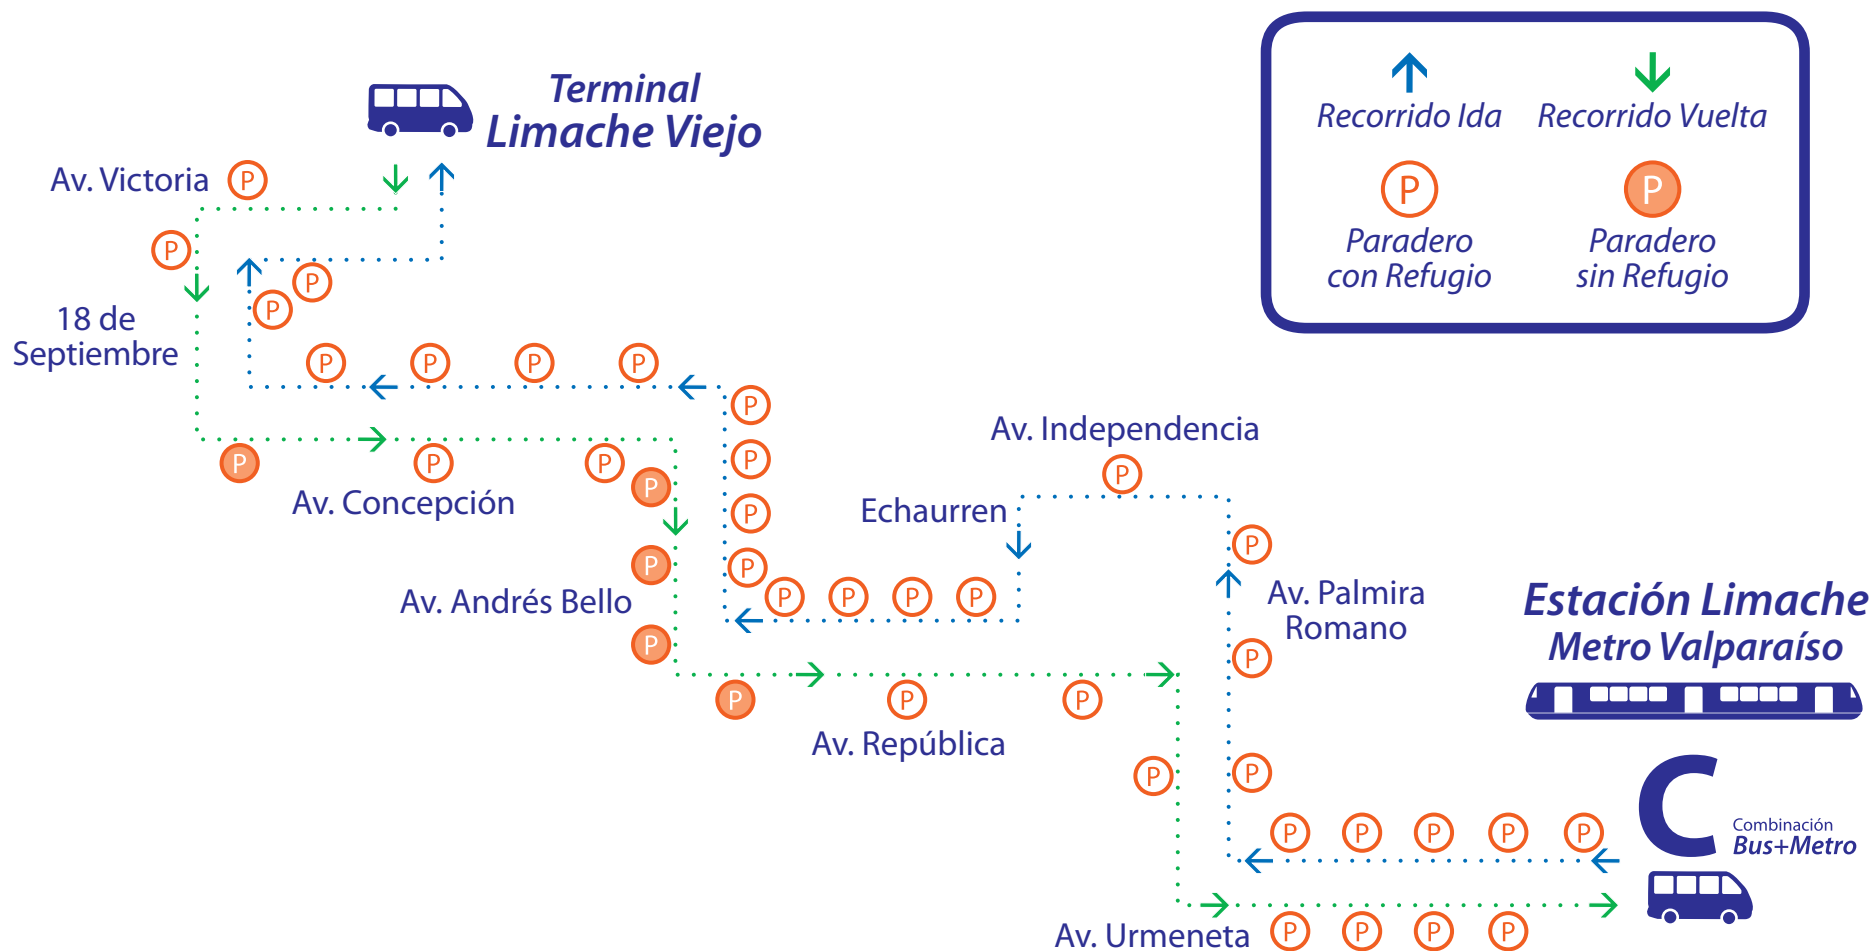 Terminal
Limache Viejo
Recorrido Ida
Recorrido Vuelta
P
P
Paradero
con Refugio
Paradero
sin Refugio
Av. Victoria
P
P
P
P
18 de
Septiembre
P
P
P
P
P
P
P
P
P
P
P
Av. Concepción
P
P
P
Av. Andrés Bello
Av. Independencia
P
Echaurren
P
P
P
P
P
Av. Palmira
Romano
P
P
Estación Limache
Metro Valparaíso
P
P
P
Av. República
P
C
Combinación
Bus+Metro
P
P
P
P
P
Av. Urmeneta
P
P
P
P